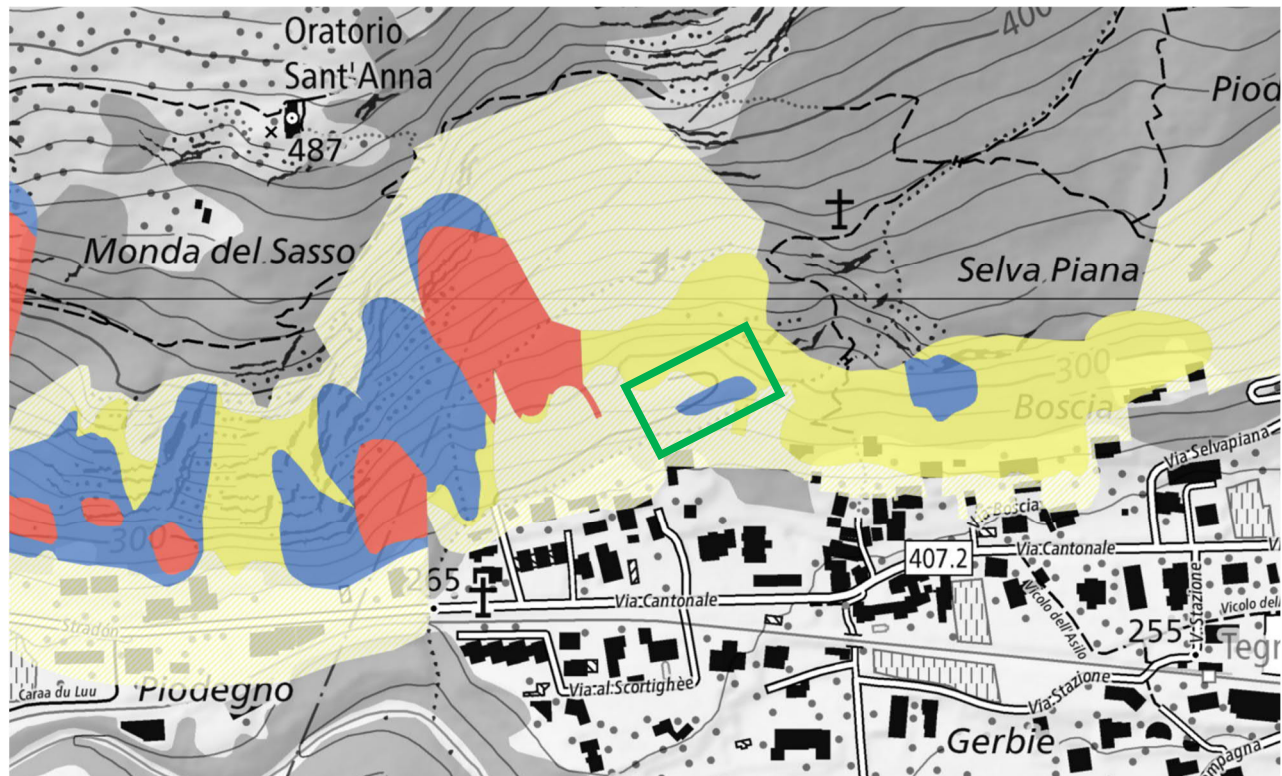 Oratorio
Sant'Anna
487
400
Piod
Monda del Sasso
Selva Piana
300
Boscia
300
Via Selvapiana
V. Boscia
265
407.2
Via Cantonale
V
Via Cantonale
Stradón
Vicolo dell'Asilo
V. Stazione
Vicolo del
255
Tegn
Caraa du Luu
Piodegno
Via al Scortighèe
Via Stazione
Gerbie
mpagna